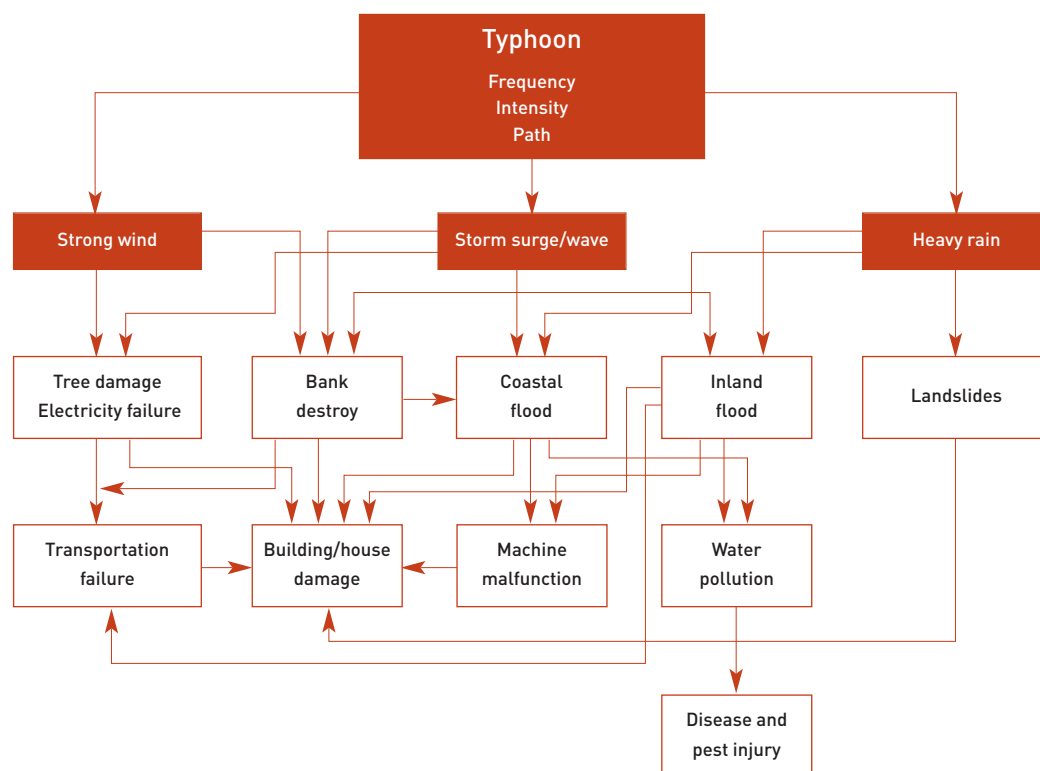 Typhoon
Frequency
Intensity
Path
Strong wind
Storm surge/wave
Heavy rain
Tree damage
Electricity failure
Bank
destroy
Coastal
flood
Inland
flood
Landslides
Transportation
failure
Building/house
damage
Machine
malfunction
Water
pollution
Disease and
pest injury